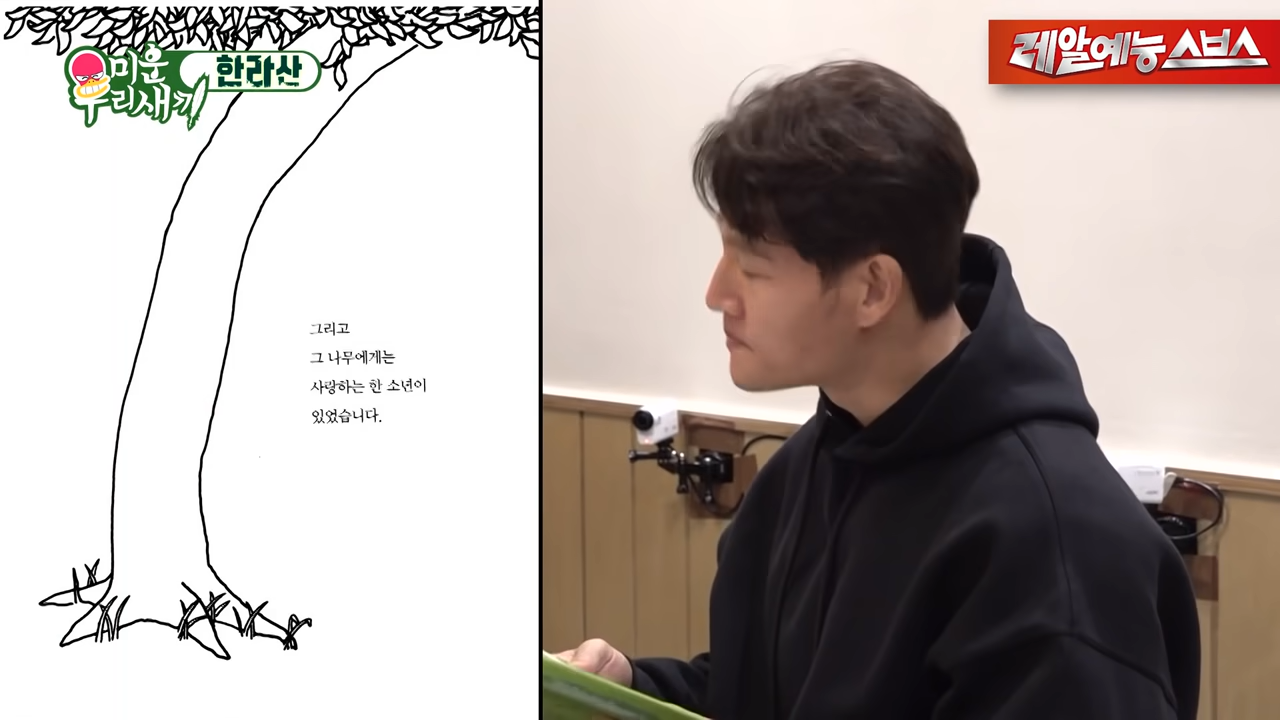 미운
우리새끼
한라산
레알예능 스브스
그리고
그 나무에게는
사랑하는 한 소년이
있었습니다.